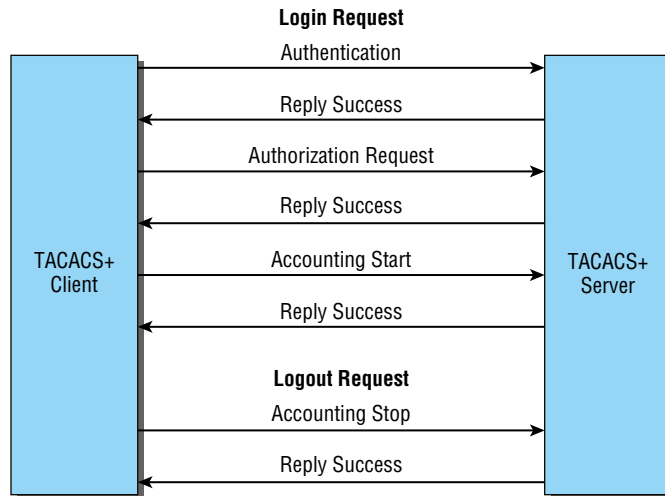 Login Request
Authentication
Reply Success
Authorization Request
Reply Success
TACACS+
Client
Accounting Start
TACACS+
Server
Reply Success
Logout Request
Accounting Stop
Reply Success